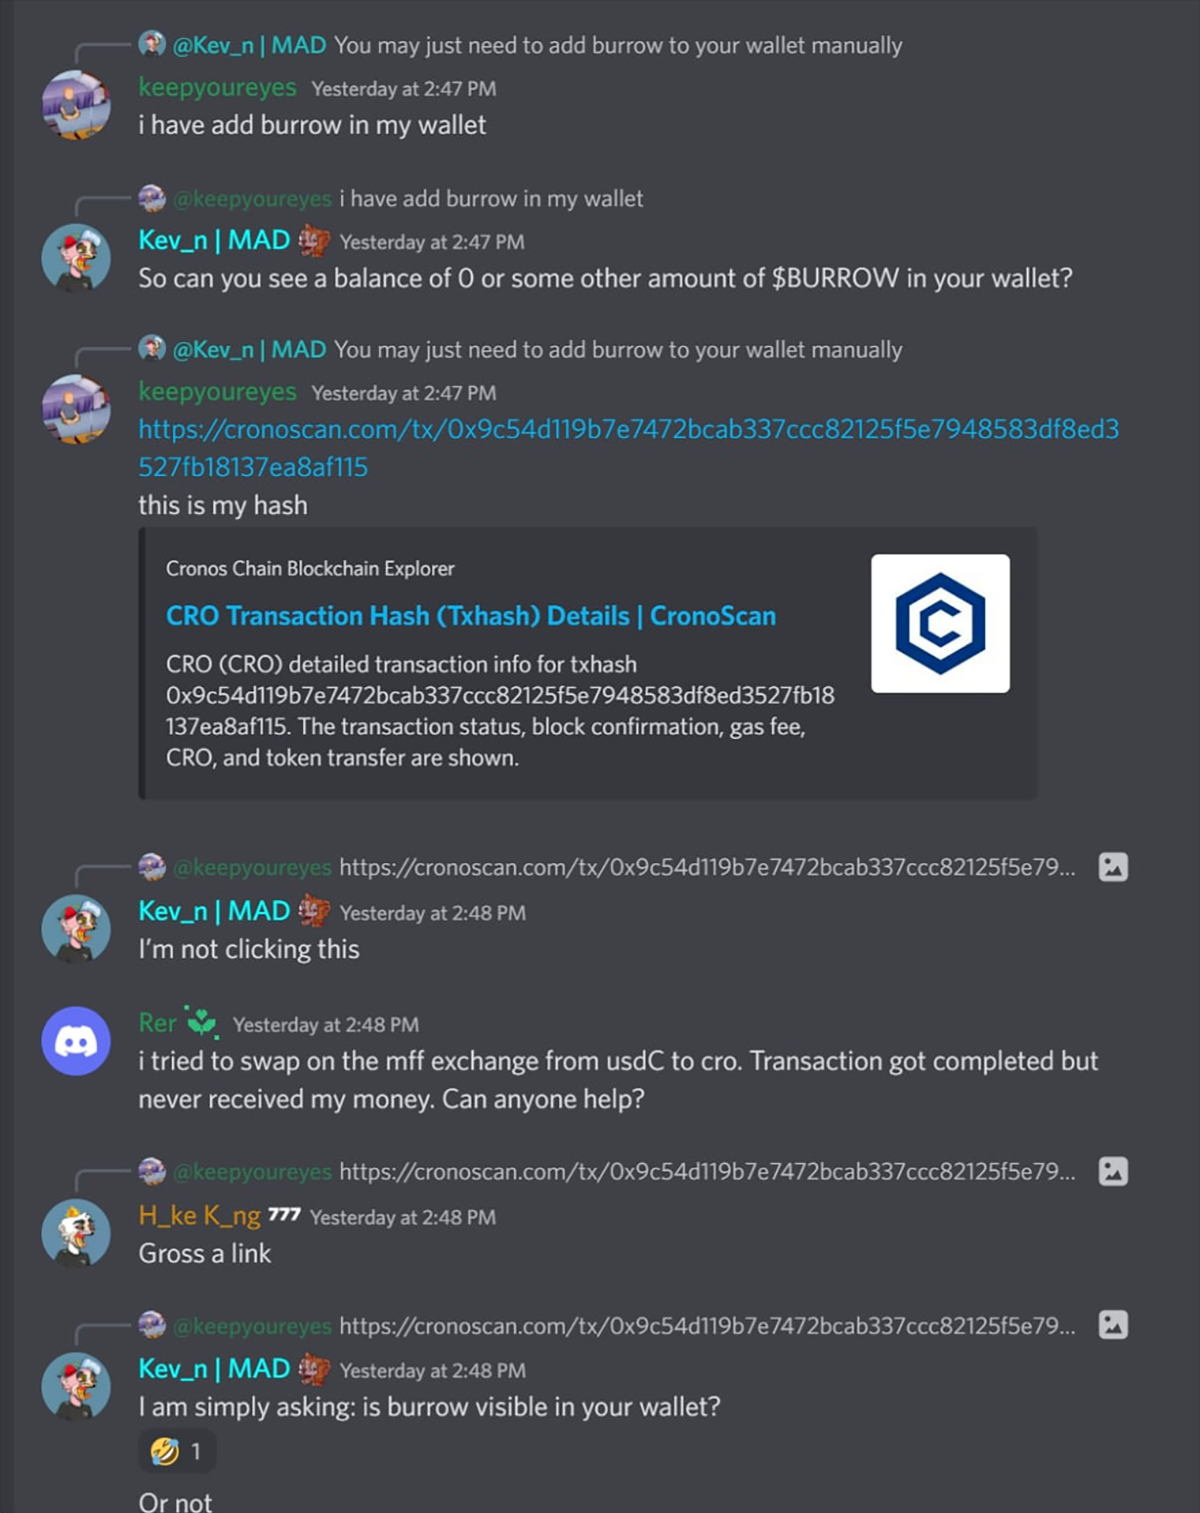 @Kev_n | MAD You may just need to add burrow to your wallet manually
keepyoureyes Yesterday at 2:47 PM
i have add burrow in my wallet
@keepyoureyes i have add burrow in my wallet
Kev_n | MAD Yesterday at 2:47 PM
So can you see a balance of 0 or some other amount of $BURROW in your wallet?
@Kev_n | MAD You may just need to add burrow to your wallet manually
keepyoureyes Yesterday at 2:47 PM
https://cronoscan.com/tx/0x9c54d119b7e7472bcab337ccc82125f5e7948583df8ed3
527fb18137ea8af115
this is my hash
Cronos Chain Blockchain Explorer
CRO Transaction Hash (Txhash) Details | CronoScan
CRO (CRO) detailed transaction info for txhash
0x9c54d119b7e7472bcab337ccc82125f5e7948583df8ed3527fb18
137ea8af115. The transaction status, block confirmation, gas fee,
CRO, and token transfer are shown.
@keepyoureyes https://cronoscan.com/tx/0x9c54d119b7e7472bcab337ccc82125f5e79...
Kev_n | MAD Yesterday at 2:48 PM
I'm not clicking this
Rer Yesterday at 2:48 PM
i tried to swap on the mff exchange from usdC to cro. Transaction got completed but
never received my money. Can anyone help?
@keepyoureyes https://cronoscan.com/tx/0x9c54d119b7e7472bcab337ccc82125f5e79...
H_ke K_ng 777 Yesterday at 2:48 PM
Gross a link
@keepyoureyes https://cronoscan.com/tx/0x9c54d119b7e7472bcab337ccc82125f5e79...
Kev_n | MAD Yesterday at 2:48 PM
I am simply asking: is burrow visible in your wallet?
1
Or not